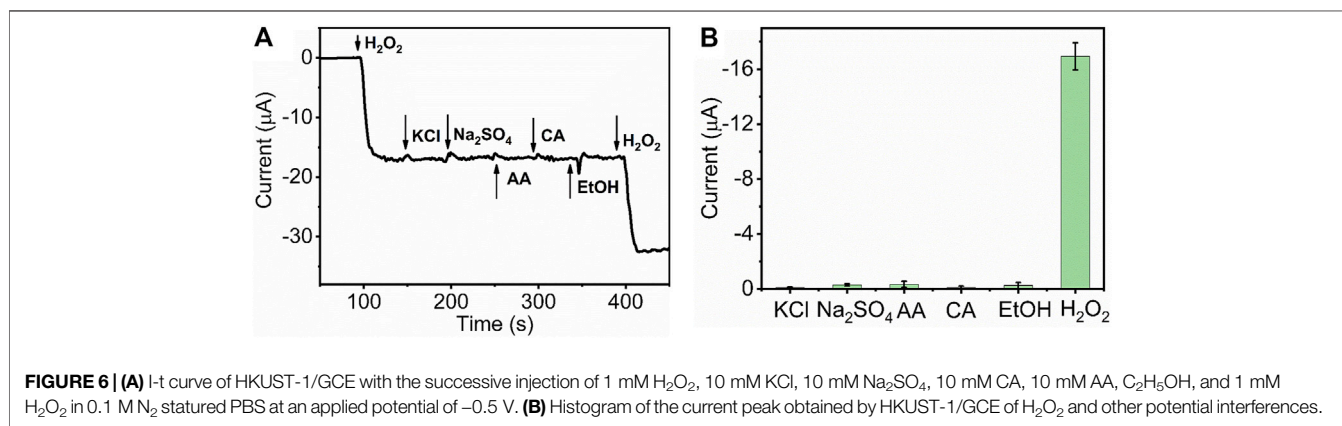 A
H₂O₂
0
KCl Na₂SO₄ CA H₂O₂
-10
-20
AA EtOH
-30
Current (μA)
100 200 300 400
Time (s)
B
-16
-12
-8
-4
0
Current (μA)
KCl Na₂SO₄ AA CA EtOH H₂O₂
FIGURE 6 | (A) I-t curve of HKUST-1/GCE with the successive injection of 1 mM H₂O₂, 10 mM KCl, 10 mM Na₂SO₄, 10 mM CA, 10 mM AA, C₂H₅OH, and 1 mM
H₂O₂ in 0.1 M N₂ statured PBS at an applied potential of −0.5 V. (B) Histogram of the current peak obtained by HKUST-1/GCE of H₂O₂ and other potential interferences.